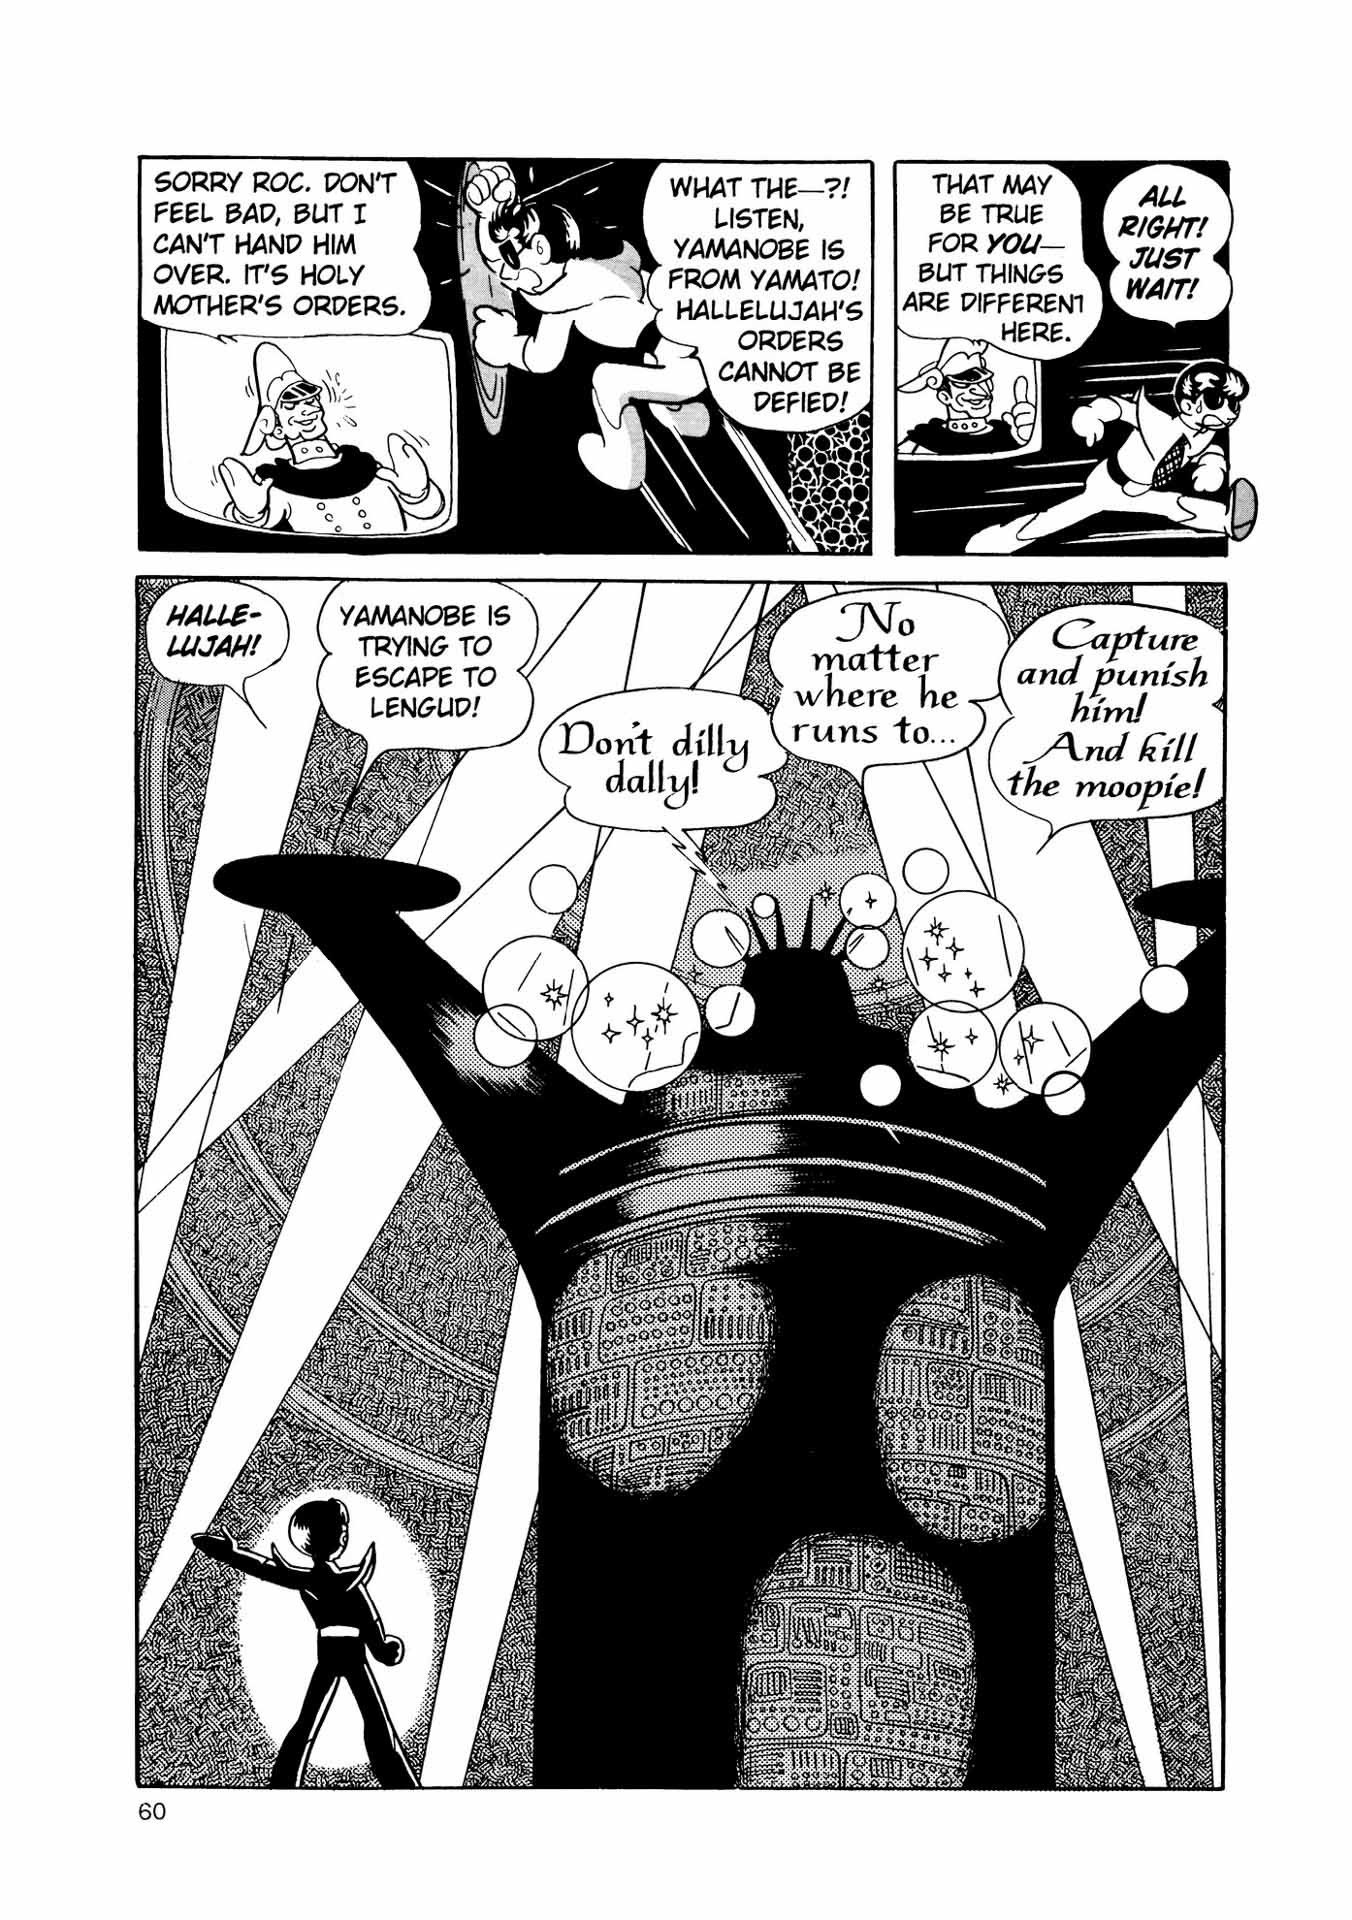 SORRY ROC. DON'T
FEEL BAD, BUT I
CAN'T HAND HIM
OVER. IT'S HOLY
MOTHER'S ORDERS.
WHAT THE—?!
LISTEN,
YAMANOBE IS
FROM YAMATO!
HALLELUJAH'S
ORDERS
CANNOT BE
DEFIED!
THAT MAY
BE TRUE
FOR YOU—
BUT THINGS
ARE DIFFERENT
HERE.
ALL
RIGHT!
JUST
WAIT!
HALLE-
LUJAH!
YAMANOBE IS
TRYING TO
ESCAPE TO
LENGUD!
Don't dilly
dally!
No
matter
where he
runs to...
Capture
and punish
him!
And kill
the moopie!
60